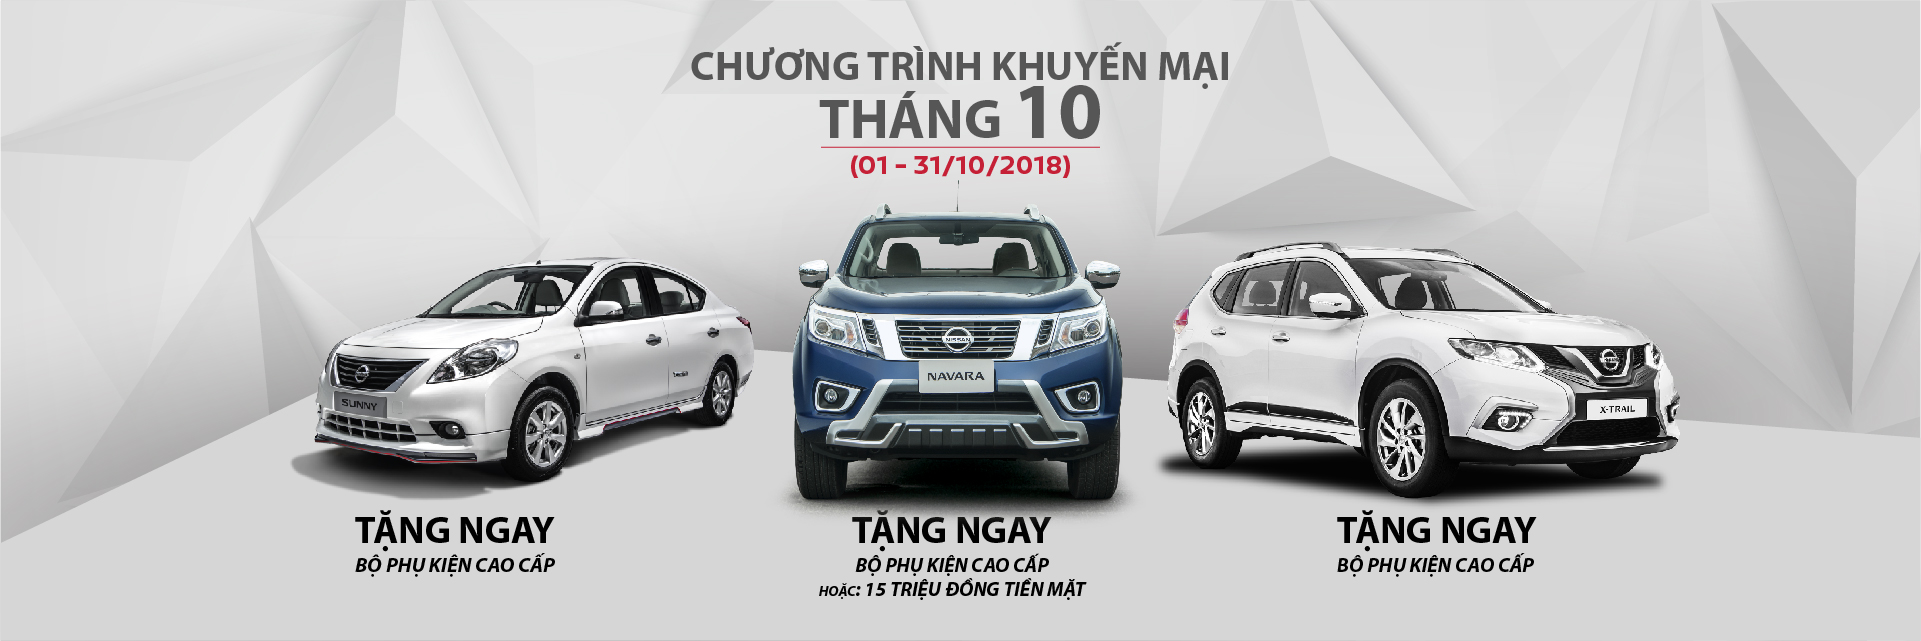 CHƯƠNG TRÌNH KHUYẾN MẠI
THÁNG 10
(01 - 31/10/2018)
NISSAN
NAVARA
SUNNY
X-TRAIL
TẶNG NGAY
BỘ PHỤ KIỆN CAO CẤP
TẶNG NGAY
BỘ PHỤ KIỆN CAO CẤP
HOẶC: 15 TRIỆU ĐỒNG TIỀN MẶT
TẶNG NGAY
BỘ PHỤ KIỆN CAO CẤP